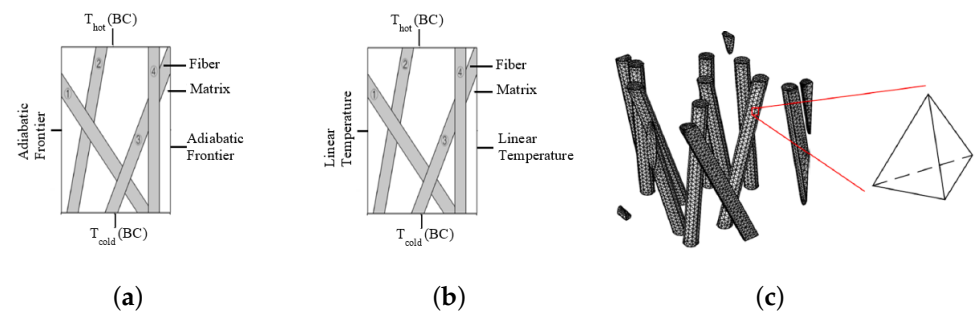 T_hot (BC)
②
④
Fiber
①
Matrix
Adiabatic
Frontier
③
Adiabatic
Frontier
T_cold (BC)
(a)
T_hot (BC)
②
④
Fiber
①
Matrix
Linear
Temperature
③
Linear
Temperature
T_cold (BC)
(b)
(c)